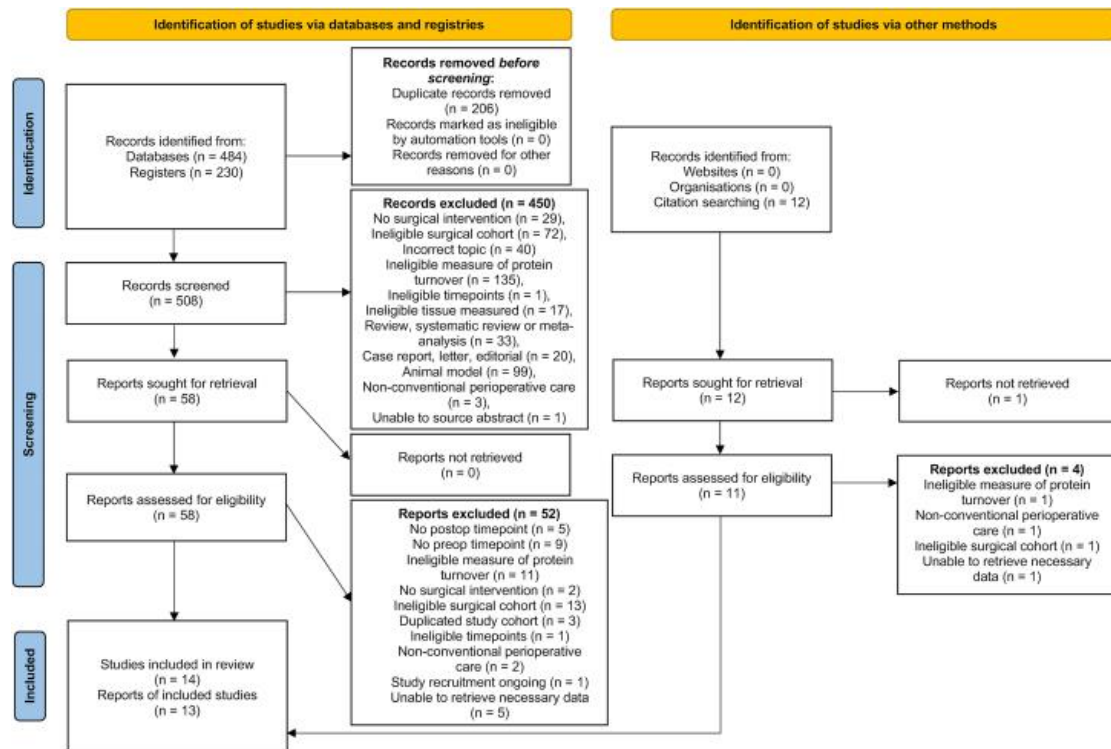 Identification of studies via databases and registries
Identification of studies via other methods
Identification
Records identified from:
Databases (n = 484)
Registers (n = 230)
Records removed before
screening:
Duplicate records removed
(n = 206)
Records marked as ineligible
by automation tools (n = 0)
Records removed for other
reasons (n = 0)
Records identified from:
Websites (n = 0)
Organisations (n = 0)
Citation searching (n = 12)
Screening
Records screened
(n = 508)
Records excluded (n = 450)
No surgical intervention (n = 29),
Ineligible surgical cohort (n = 72),
Incorrect topic (n = 40)
Ineligible measure of protein
turnover (n = 135),
Ineligible timepoints (n = 1),
Ineligible tissue measured (n = 17),
Review, systematic review or meta-
analysis (n = 33),
Case report, letter, editorial (n = 20),
Animal model (n = 99),
Non-conventional perioperative care
(n = 3),
Unable to source abstract (n = 1)
Reports sought for retrieval
(n = 58)
Reports not retrieved
(n = 0)
Reports sought for retrieval
(n = 12)
Reports not retrieved
(n = 1)
Reports assessed for eligibility
(n = 58)
Reports excluded (n = 52)
No postop timepoint (n = 5)
No preop timepoint (n = 9)
Ineligible measure of protein
turnover (n = 11)
No surgical intervention (n = 2)
Ineligible surgical cohort (n = 13)
Duplicated study cohort (n = 3)
Ineligible timepoints (n = 1)
Non-conventional perioperative
care (n = 2)
Study recruitment ongoing (n = 1)
Unable to retrieve necessary data
(n = 5)
Reports assessed for eligibility
(n = 11)
Reports excluded (n = 4)
Ineligible measure of protein
turnover (n = 1)
Non-conventional perioperative
care (n = 1)
Ineligible surgical cohort (n = 1)
Unable to retrieve necessary
data (n = 1)
Included
Studies included in review
(n = 14)
Reports of included studies
(n = 13)